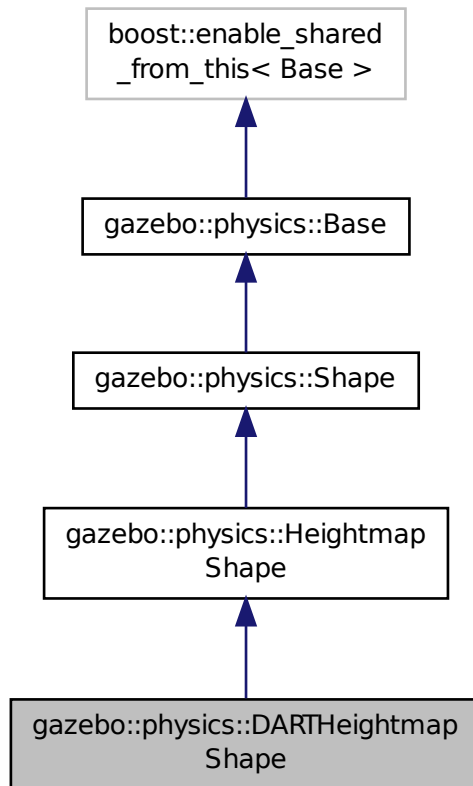 boost::enable_shared
_from_this< Base >
gazebo::physics::Base
gazebo::physics::Shape
gazebo::physics::Heightmap
Shape
gazebo::physics::DARTHeightmap
Shape